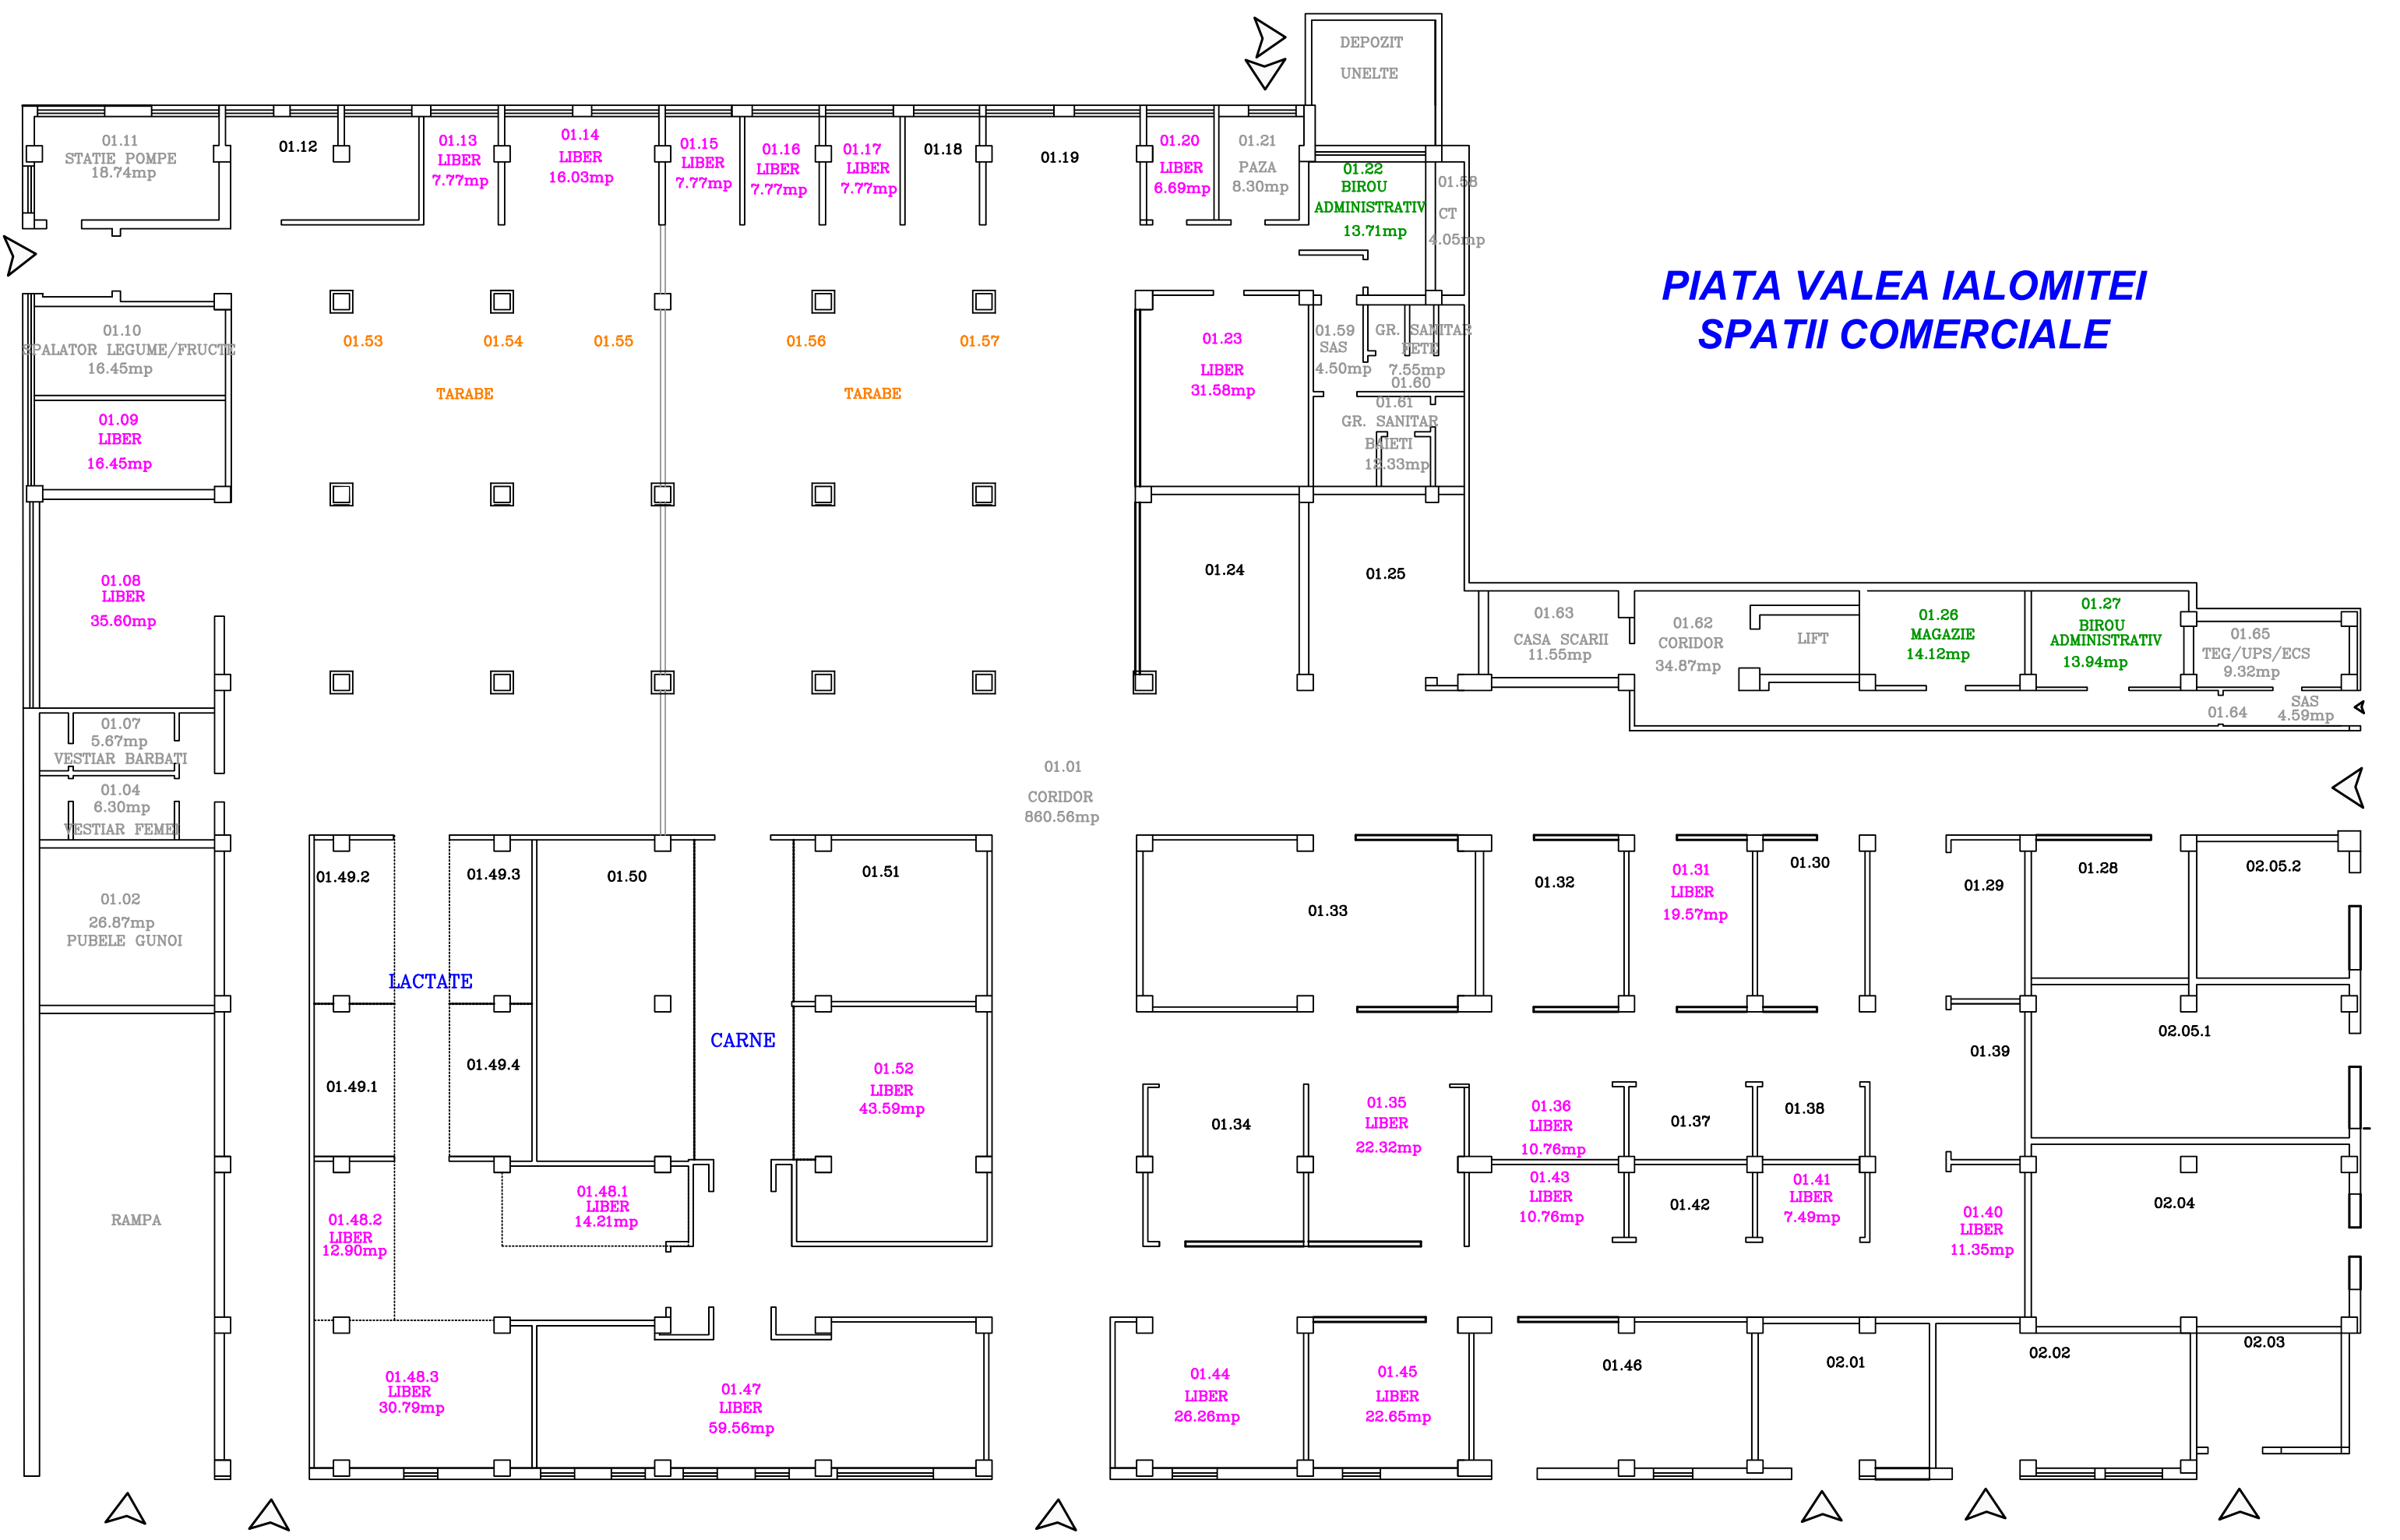 DEPOZIT
UNELTE
01.11
STATIE POMPE
18.74mp
01.12
01.13
LIBER
7.77mp
01.14
LIBER
16.03mp
01.15
LIBER
7.77mp
01.16
LIBER
7.77mp
01.17
LIBER
7.77mp
01.18
01.19
01.20
LIBER
6.69mp
01.21
PAZA
8.30mp
01.22
BIROU
ADMINISTRATIV
13.71mp
01.58
CT
4.05mp
PIATA VALEA IALOMITEI
SPATII COMERCIALE
01.10
SPALATOR LEGUME/FRUCTE
16.45mp
01.53
01.54
01.55
01.56
01.57
TARABE
TARABE
01.23
LIBER
31.58mp
01.59
SAS
4.50mp
GR. SANITAR
FETE
7.55mp
01.60
01.61
GR. SANITAR
BAIETI
12.33mp
01.09
LIBER
16.45mp
01.08
LIBER
35.60mp
01.24
01.25
01.63
CASA SCARII
11.55mp
01.62
CORIDOR
34.87mp
LIFT
01.26
MAGAZIE
14.12mp
01.27
BIROU
ADMINISTRATIV
13.94mp
01.65
TEG/UPS/ECS
9.32mp
SAS
4.59mp
01.64
01.07
5.67mp
VESTIAR BARBATI
01.04
6.30mp
VESTIAR FEMEI
01.01
CORIDOR
860.56mp
01.02
26.87mp
PUBELE GUNOI
01.49.2
01.49.3
01.50
01.51
01.33
01.32
01.31
LIBER
19.57mp
01.30
01.29
01.28
02.05.2
LACTATE
CARNE
01.49.1
01.49.4
01.52
LIBER
43.59mp
01.34
01.35
LIBER
22.32mp
01.36
LIBER
10.76mp
01.37
01.38
01.39
02.05.1
01.43
LIBER
10.76mp
01.42
01.41
LIBER
7.49mp
01.40
LIBER
11.35mp
02.04
RAMPA
01.48.2
LIBER
12.90mp
01.48.1
LIBER
14.21mp
01.48.3
LIBER
30.79mp
01.47
LIBER
59.56mp
01.44
LIBER
26.26mp
01.45
LIBER
22.65mp
01.46
02.01
02.02
02.03